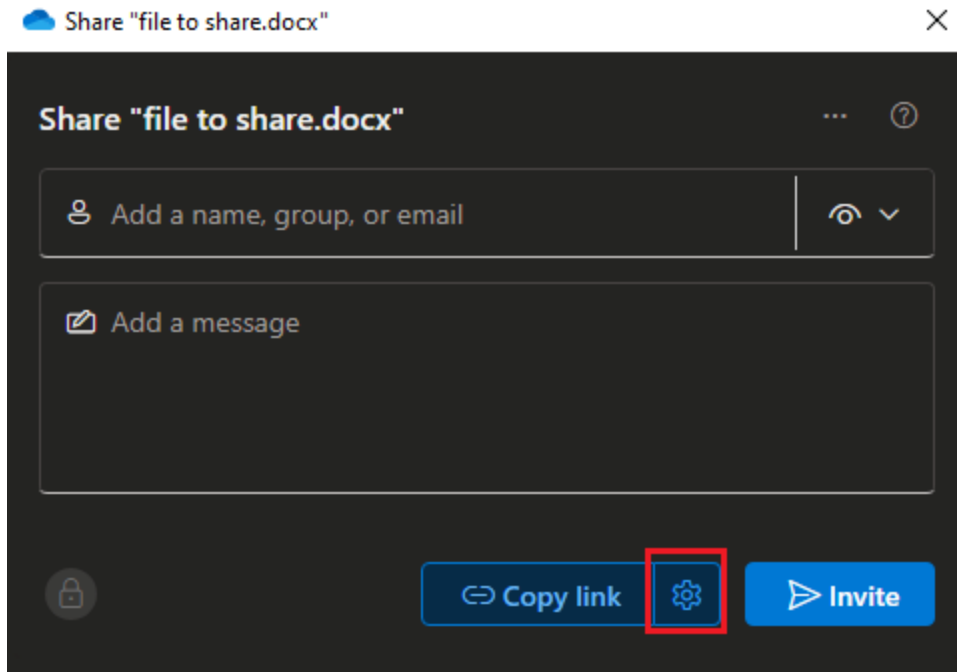 Share "file to share.docx"
Share "file to share.docx"
Add a name, group, or email
Add a message
Copy link
Invite